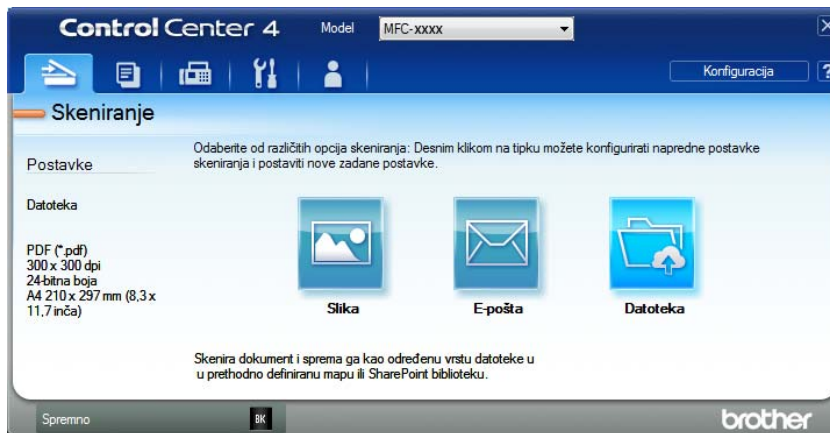 Control Center 4 Model MFC-xxxx
Konfiguracija ?
Skeniranje
Postavke
Odaberite od različitih opcija skeniranja: Desnim klikom na tipku možete konfigurirati napredne postavke
skeniranja i postaviti nove zadane postavke.
Datoteka
PDF (*.pdf)
300 x 300 dpi
24-bitna boja
A4 210 x 297 mm (8,3 x
11,7 inča)
Slika E-pošta Datoteka
Skenira dokument i sprema ga kao određenu vrstu datoteke u
u prethodno definiranu mapu ili SharePoint biblioteku.
Spremno BK brother